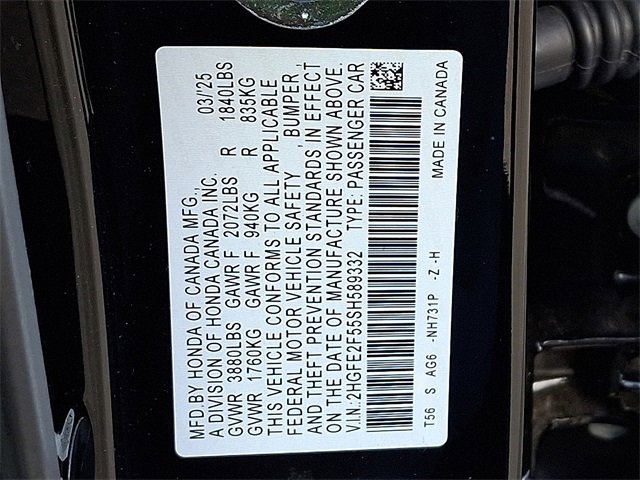 MFD.BY HONDA OF CANADA MFG., 03/25
A DIVISION OF HONDA CANADA INC.
GVWR 3880LBS GAWR F 2072LBS R 1840LBS
GVWR 1760KG GAWR F 940KG R 835KG
THIS VEHICLE CONFORMS TO ALL APPLICABLE
FEDERAL MOTOR VEHICLE SAFETY , BUMPER ,
AND THEFT PREVENTION STANDARDS IN EFFECT
ON THE DATE OF MANUFACTURE SHOWN ABOVE.
V.I.N.:2HGFE2F55SH589332 TYPE: PASSENGER CAR
T56 S AG6 -NH731P -Z -H MADE IN CANADA